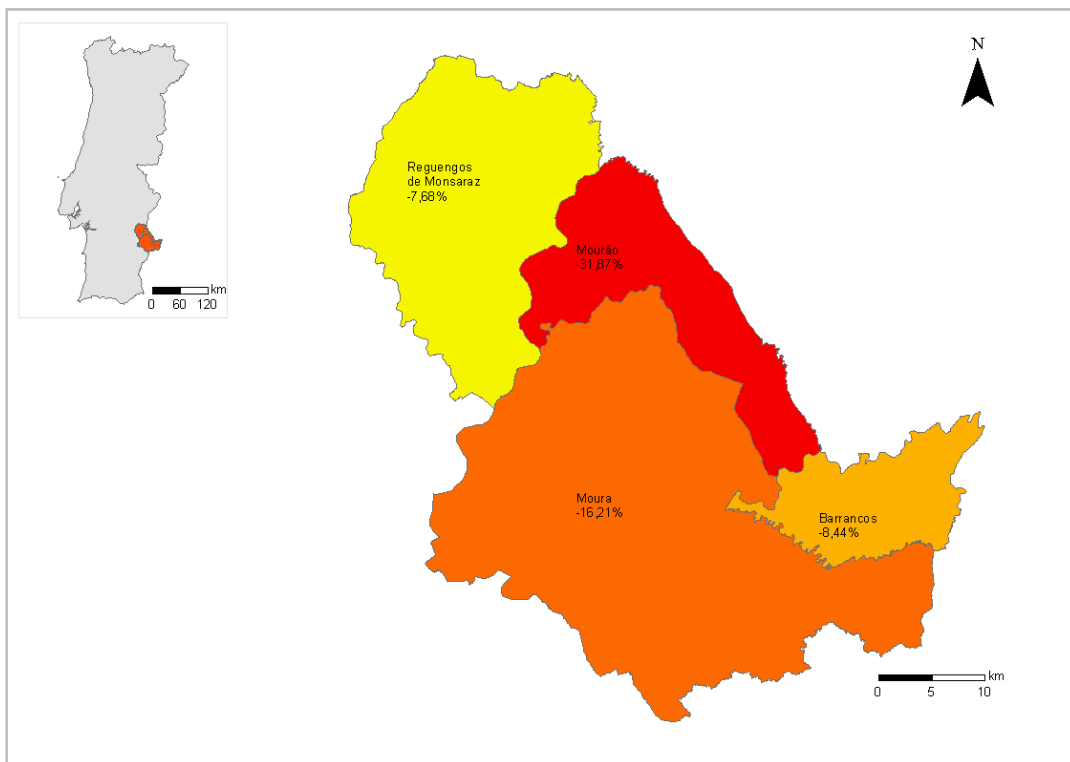 N
Reguengos
de Monsaraz
-7,68%
Mourão
-31,87%
km
0 60 120
Moura
-16,21%
Barrancos
-8,44%
km
0 5 10